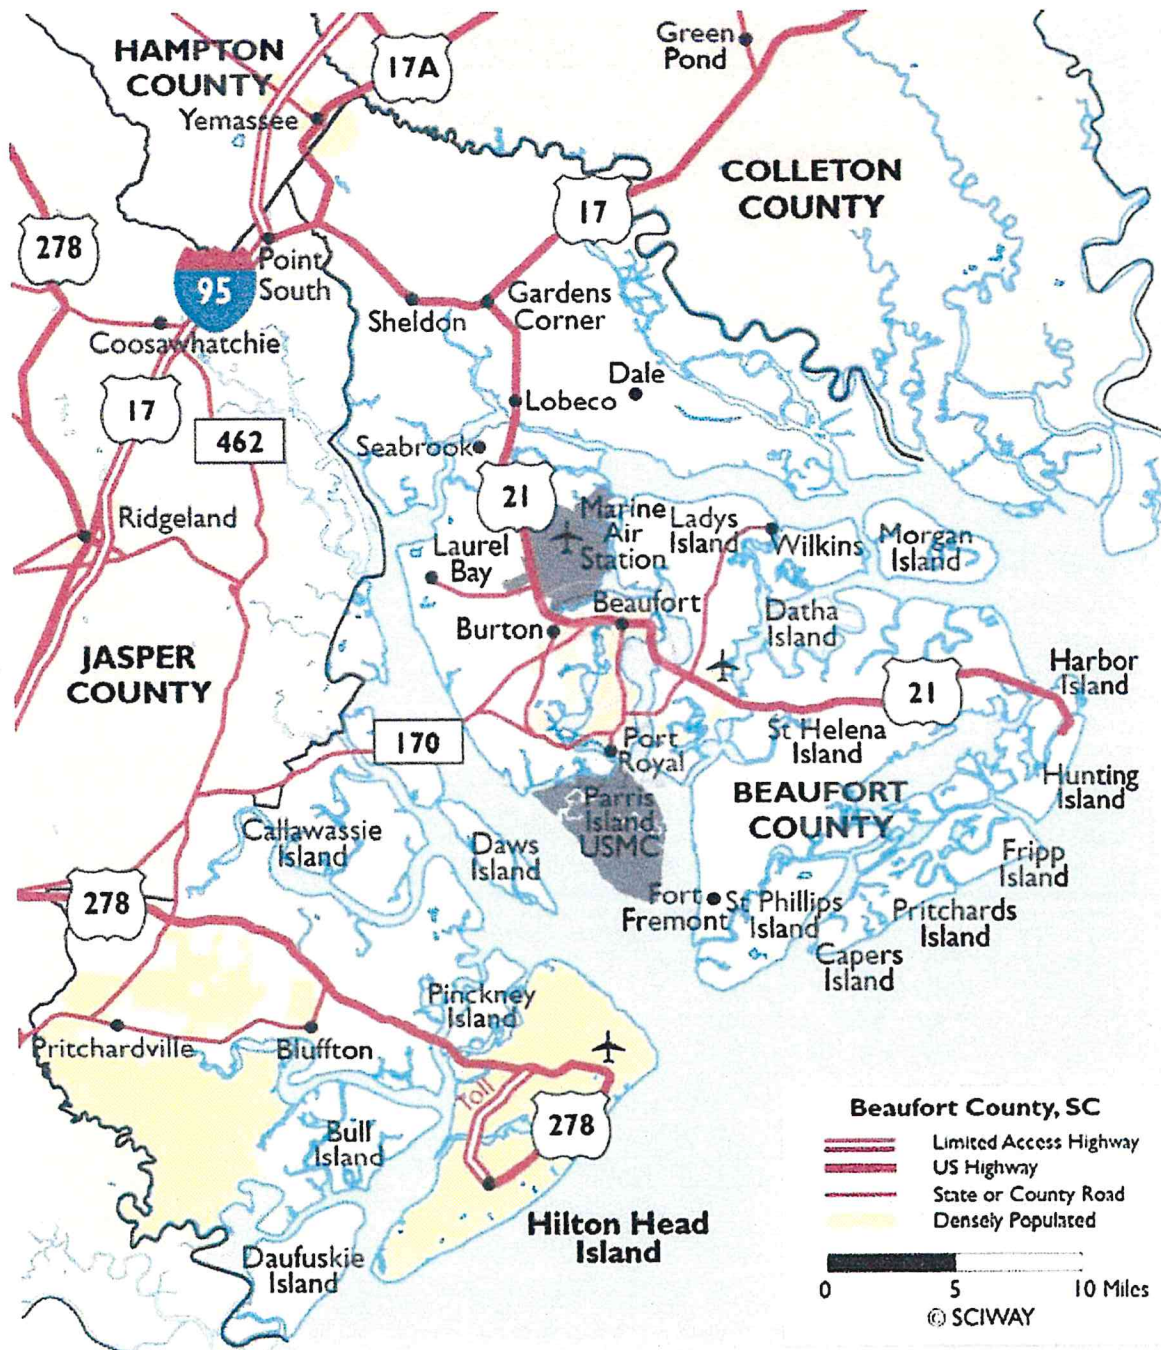 HAMPTON
COUNTY
17A
Green
Pond
Yemassee
COLLETON
COUNTY
17
278
Point
South
95
Gardens
Corner
Sheldon
Coosawhatchie
Dale
17
Lobeco
462
Seabrook
21
Marine
Air
Station
Ladys
Island
Wilkins
Morgan
Island
Ridgeland
Laurel
Bay
Beaufort
Datha
Island
Burton
JASPER
COUNTY
Harbor
Island
21
170
St Helena
Island
Port
Royal
Hunting
Island
BEAUFORT
COUNTY
Parris
Island
USMC
Callawassie
Island
Daws
Island
Fripp
Island
278
Fort
Fremont
St Phillips
Island
Pritchards
Island
Capers
Island
Pinckney
Island
Pritchardville
Bluffton
Toll
278
Bull
Island
Hilton Head
Island
Daufuskie
Island
Beaufort County, SC
Limited Access Highway
US Highway
State or County Road
Densely Populated
0 5 10 Miles
© SCIWAY